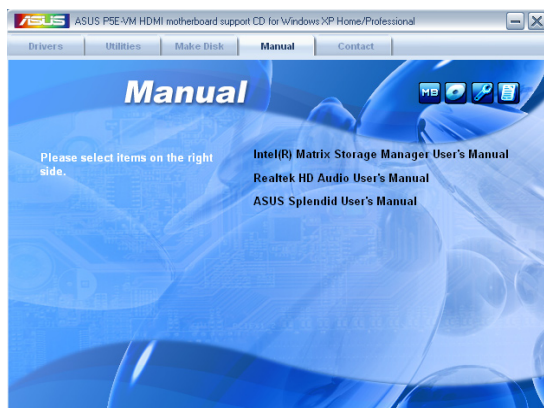 ASUS ASUS P5E-VM HDMI motherboard support CD for Windows XP Home/Professional
Drivers Utilities Make Disk Manual Contact
Manual
MB
Please select items on the right
side.
Intel(R) Matrix Storage Manager User's Manual
Realtek HD Audio User's Manual
ASUS Splendid User's Manual